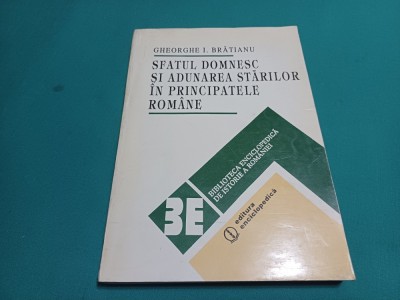 GHEORGHE I. BRĂTIANU
SFATUL DOMNESC
ȘI ADUNAREA STĂRILOR
ÎN PRINCIPATELE
ROMÂNE
BIBLIOTECA ENCICLOPEDICĂ
DE ISTORIE A ROMÂNIEI
3E
editura
enciclopedică